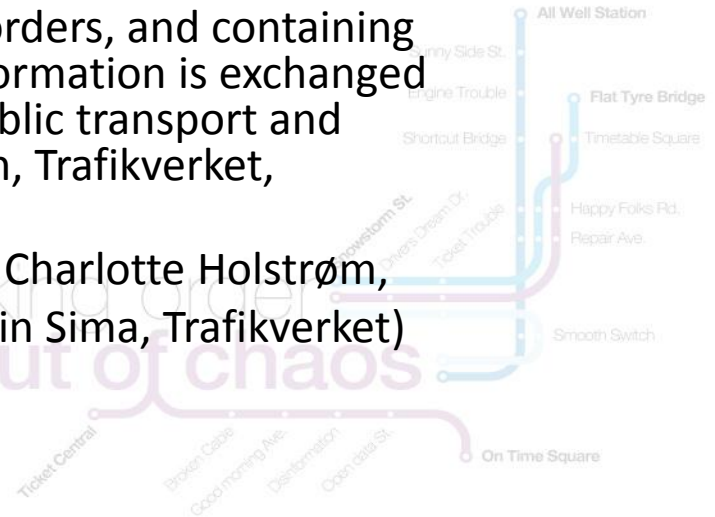 orders, and containing
formation is exchanged
blic transport and
n, Trafikverket,
Charlotte Holstrøm,
in Sima, Trafikverket)
All Well Station
Sunny Side St.
Engine Trouble
Flat Tyre Bridge
Shortcut Bridge
Timetable Square
Snowstorm St.
Drivers Dream Dr.
Ticket Trouble
Happy Folks Rd.
Repair Ave.
king order
Smooth Switch
ut of chaos
Ticket Central
Broken Cable
Good morning Ave.
Disinformation
Open data St.
On Time Square